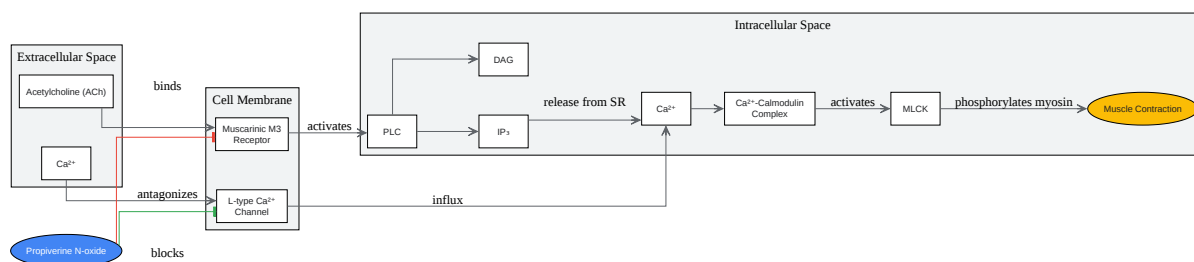 Intracellular Space
Extracellular Space
Acetylcholine (ACh)
Ca²⁺
binds
antagonizes
blocks
Propiverine N-oxide
Cell Membrane
Muscarinic M3
Receptor
L-type Ca²⁺
Channel
activates
influx
PLC
DAG
IP₃
release from SR
Ca²⁺
Ca²⁺-Calmodulin
Complex
activates
MLCK
phosphorylates myosin
Muscle Contraction